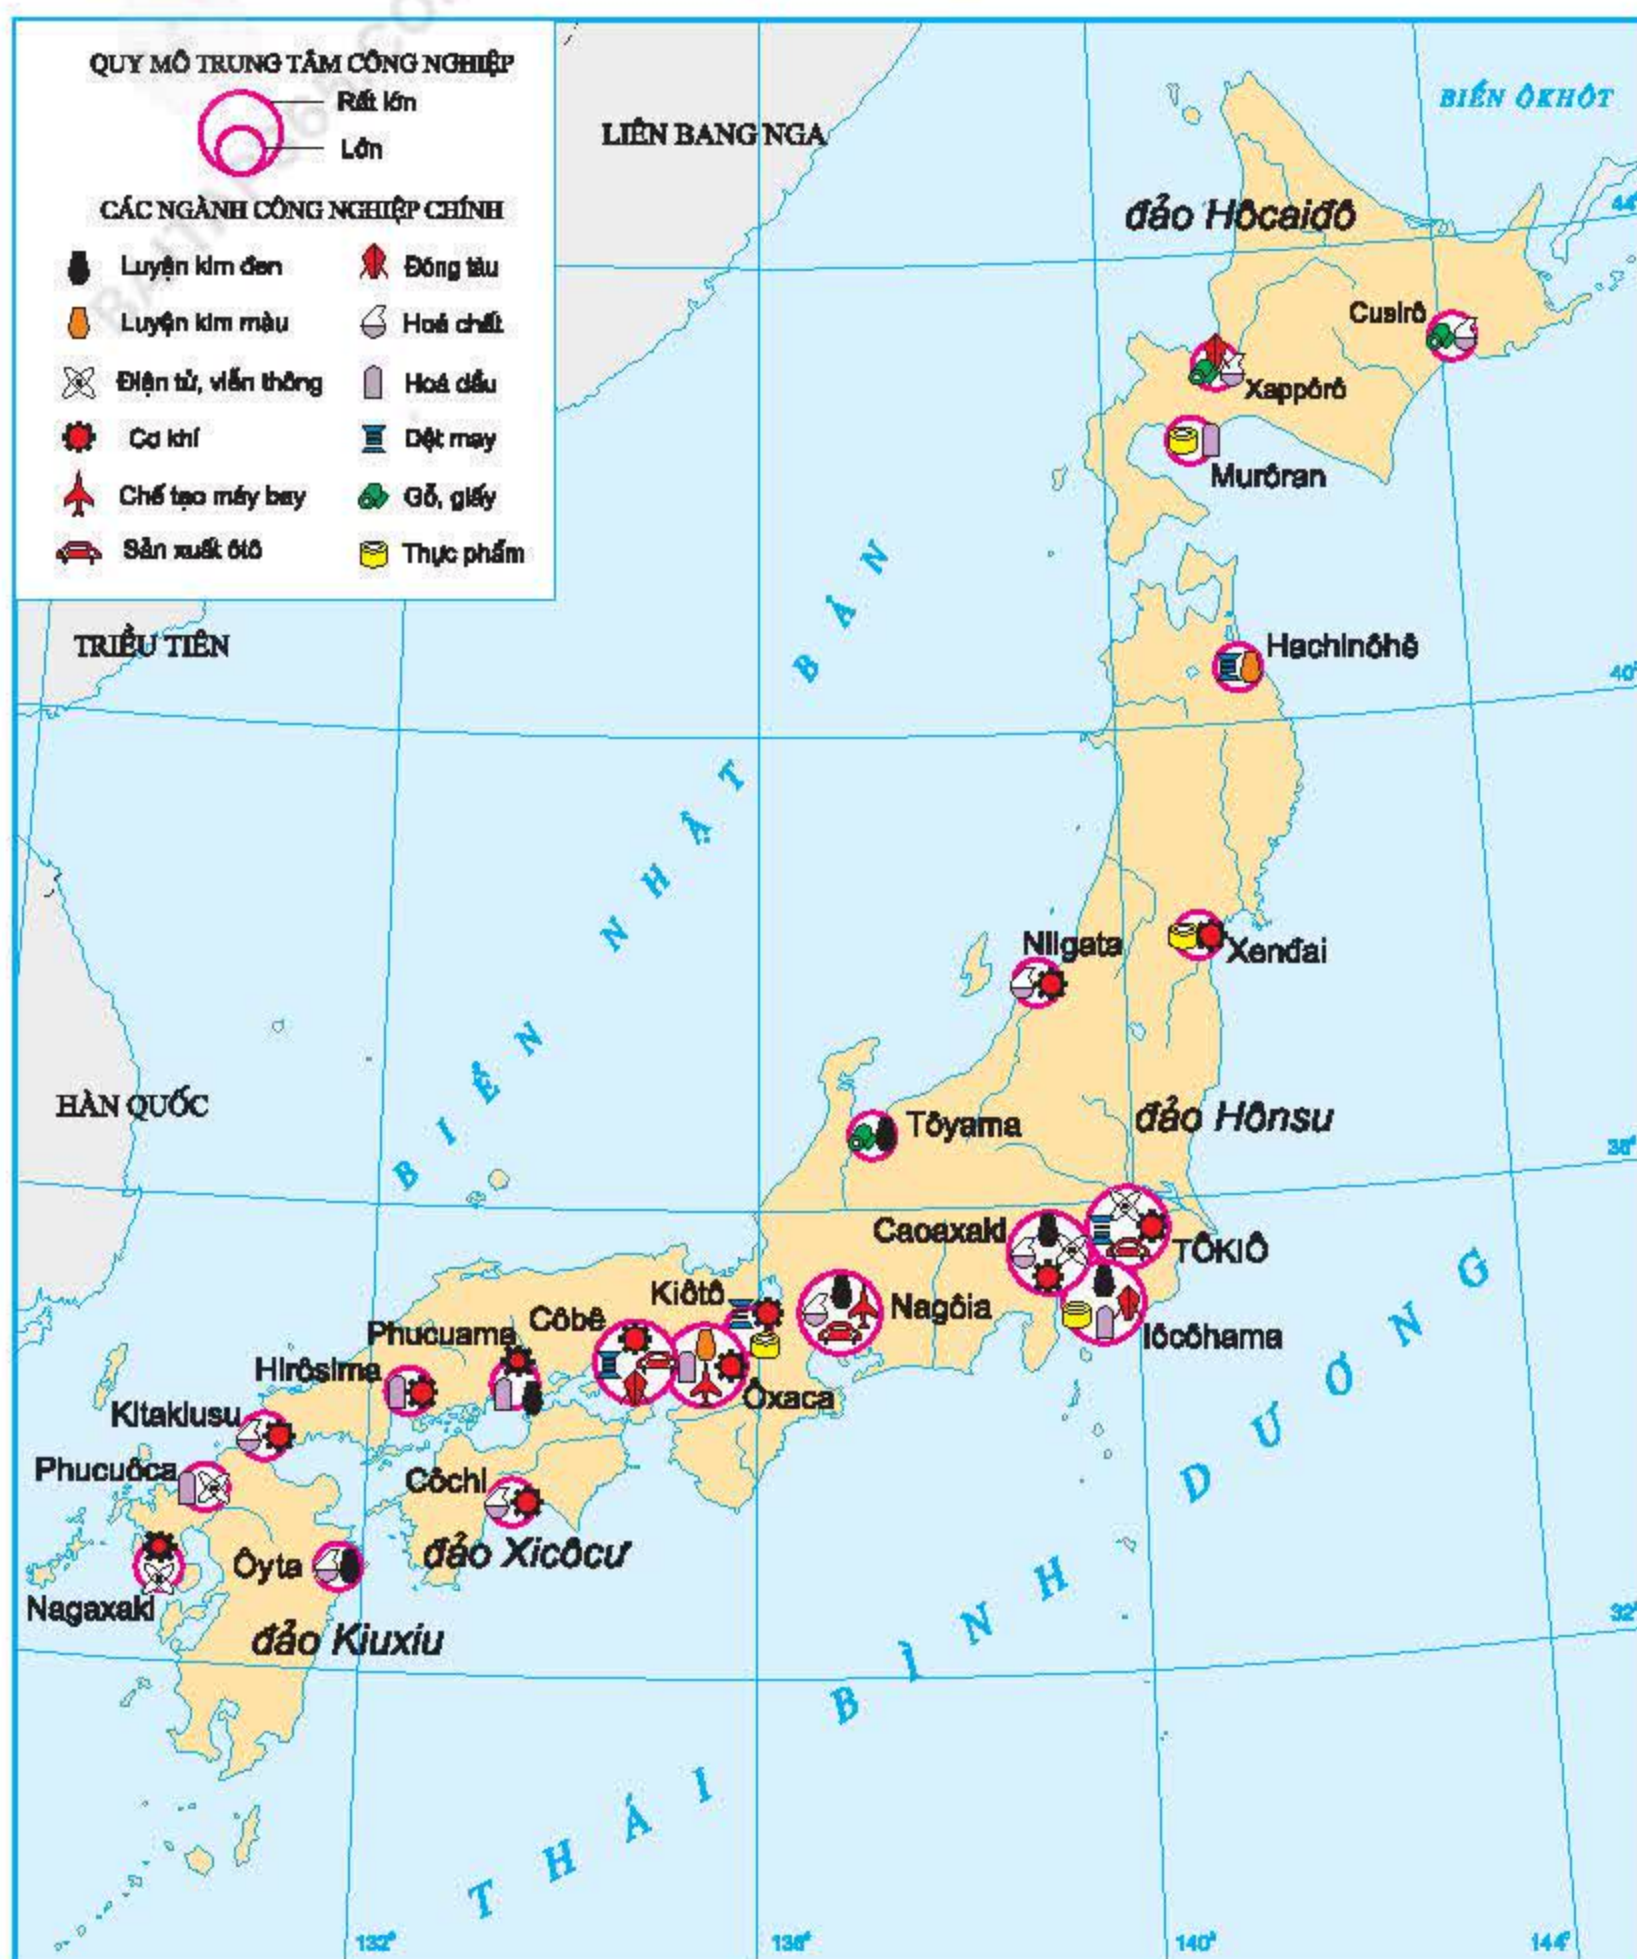 QUY MÔ TRUNG TÂM CÔNG NGHIỆP
Rất lớn
Lớn
CÁC NGÀNH CÔNG NGHIỆP CHÍNH
Luyện kim đen
Đóng tàu
Luyện kim màu
Hoá chất
Điện tử, viễn thông
Hoá dầu
Cơ khí
Dệt may
Chế tạo máy bay
Gỗ, giấy
Sản xuất ôtô
Thực phẩm
LIÊN BANG NGA
BIỂN ÔKHÔT
đảo Hôcaiđô
44°
Cusirô
Xappôrô
Murôran
TRIỀU TIÊN
Hachinôhê
40°
BIỂN NHẬT BẢN
Niigata
Xenđai
HÀN QUỐC
Tôyama
đảo Hônsu
36°
Caoaxaki
TÔKIÔ
Kiôtô
Nagôia
Iôcôhama
Côbê
Phucuama
Hirôsima
Ôxaca
Kitakiusu
Phucuôca
Côchi
đảo Xicôcư
Ôyta
Nagaxaki
đảo Kiuxiu
32°
THÁI BÌNH DƯƠNG
132°
136°
140°
144°